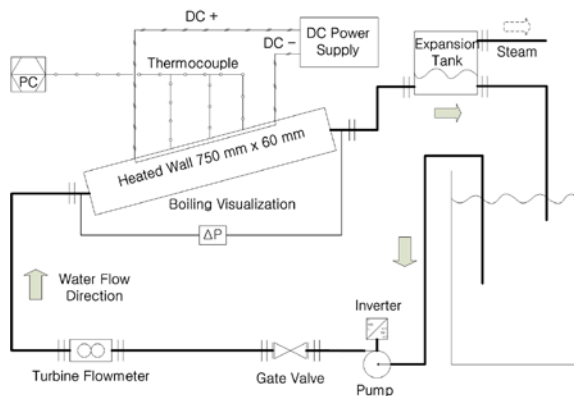 DC +
DC −
DC Power
Supply
Expansion
Tank
Steam
Thermocouple
PC
Heated Wall 750 mm x 60 mm
Boiling Visualization
ΔP
Water Flow
Direction
Inverter
Turbine Flowmeter
Gate Valve
Pump